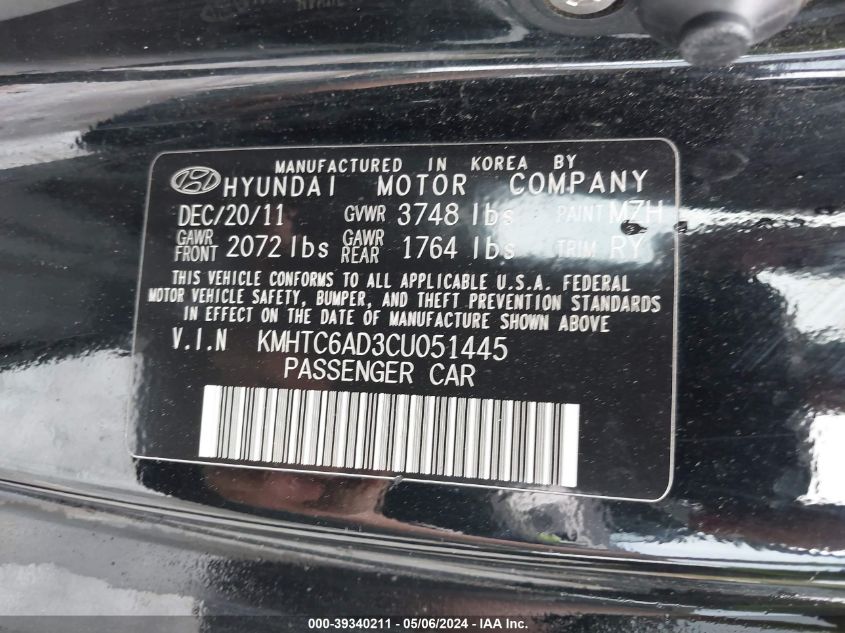 MANUFACTURED IN KOREA BY
HYUNDAI MOTOR COMPANY
DEC/20/11 GVWR 3748 lbs PAINT MZH
GAWR FRONT 2072 lbs GAWR REAR 1764 lbs TRIM RY
THIS VEHICLE CONFORMS TO ALL APPLICABLE U.S.A. FEDERAL
MOTOR VEHICLE SAFETY, BUMPER, AND THEFT PREVENTION STANDARDS
IN EFFECT ON THE DATE OF MANUFACTURE SHOWN ABOVE
V.I.N KMHTC6AD3CU051445
PASSENGER CAR
000-39340211 - 05/06/2024 - IAA Inc.